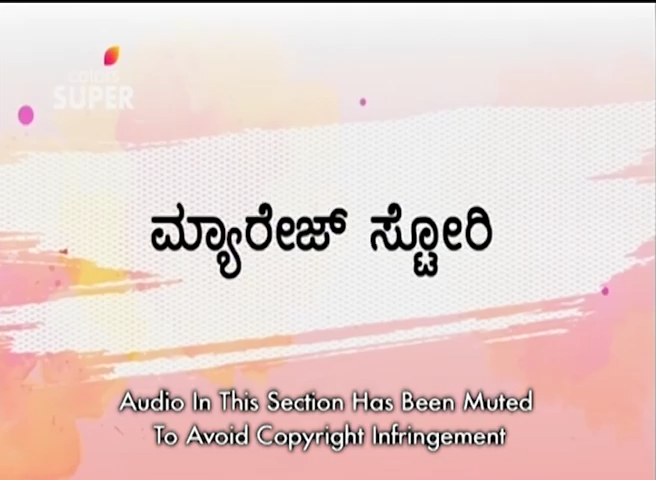 COLORS
SUPER
ಮ್ಯಾರೇಜ್ ಸ್ಟೋರಿ
Audio In This Section Has Been Muted
To Avoid Copyright Infringement